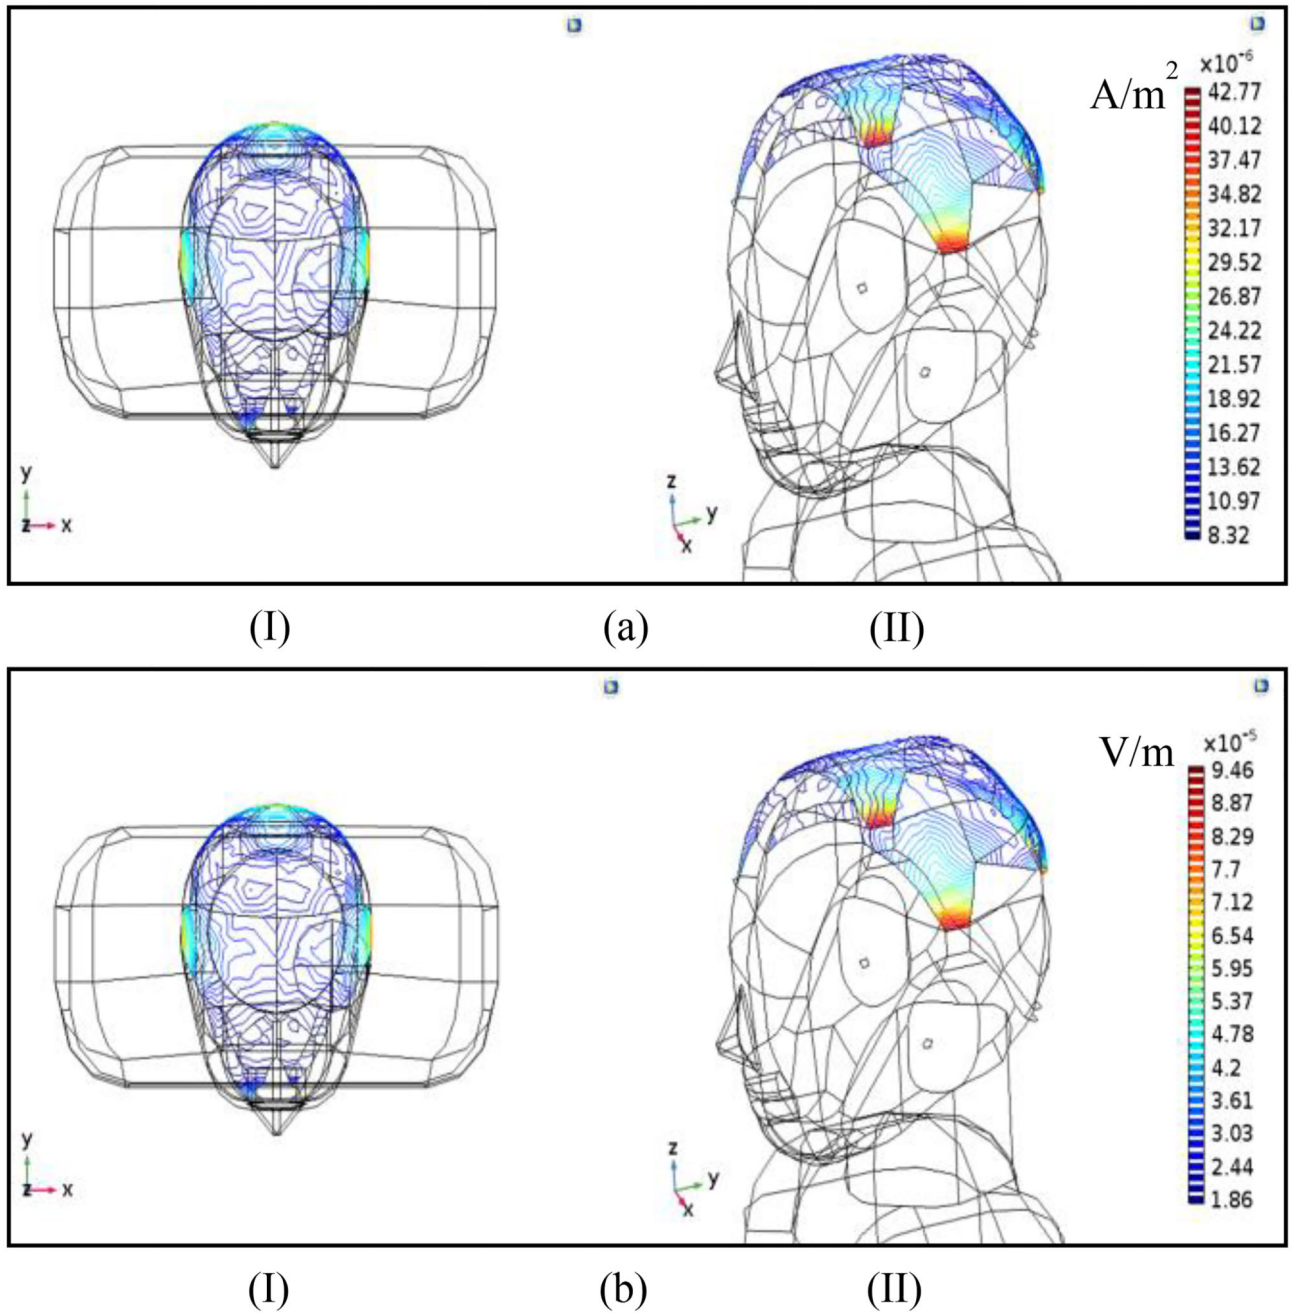 A/m²
×10⁻⁶
42.77
40.12
37.47
34.82
32.17
29.52
26.87
24.22
21.57
18.92
16.27
13.62
10.97
8.32
y
z x
z
y
x
(I) (a) (II)
V/m
×10⁻⁵
9.46
8.87
8.29
7.7
7.12
6.54
5.95
5.37
4.78
4.2
3.61
3.03
2.44
1.86
y
z x
z
y
x
(I) (b) (II)